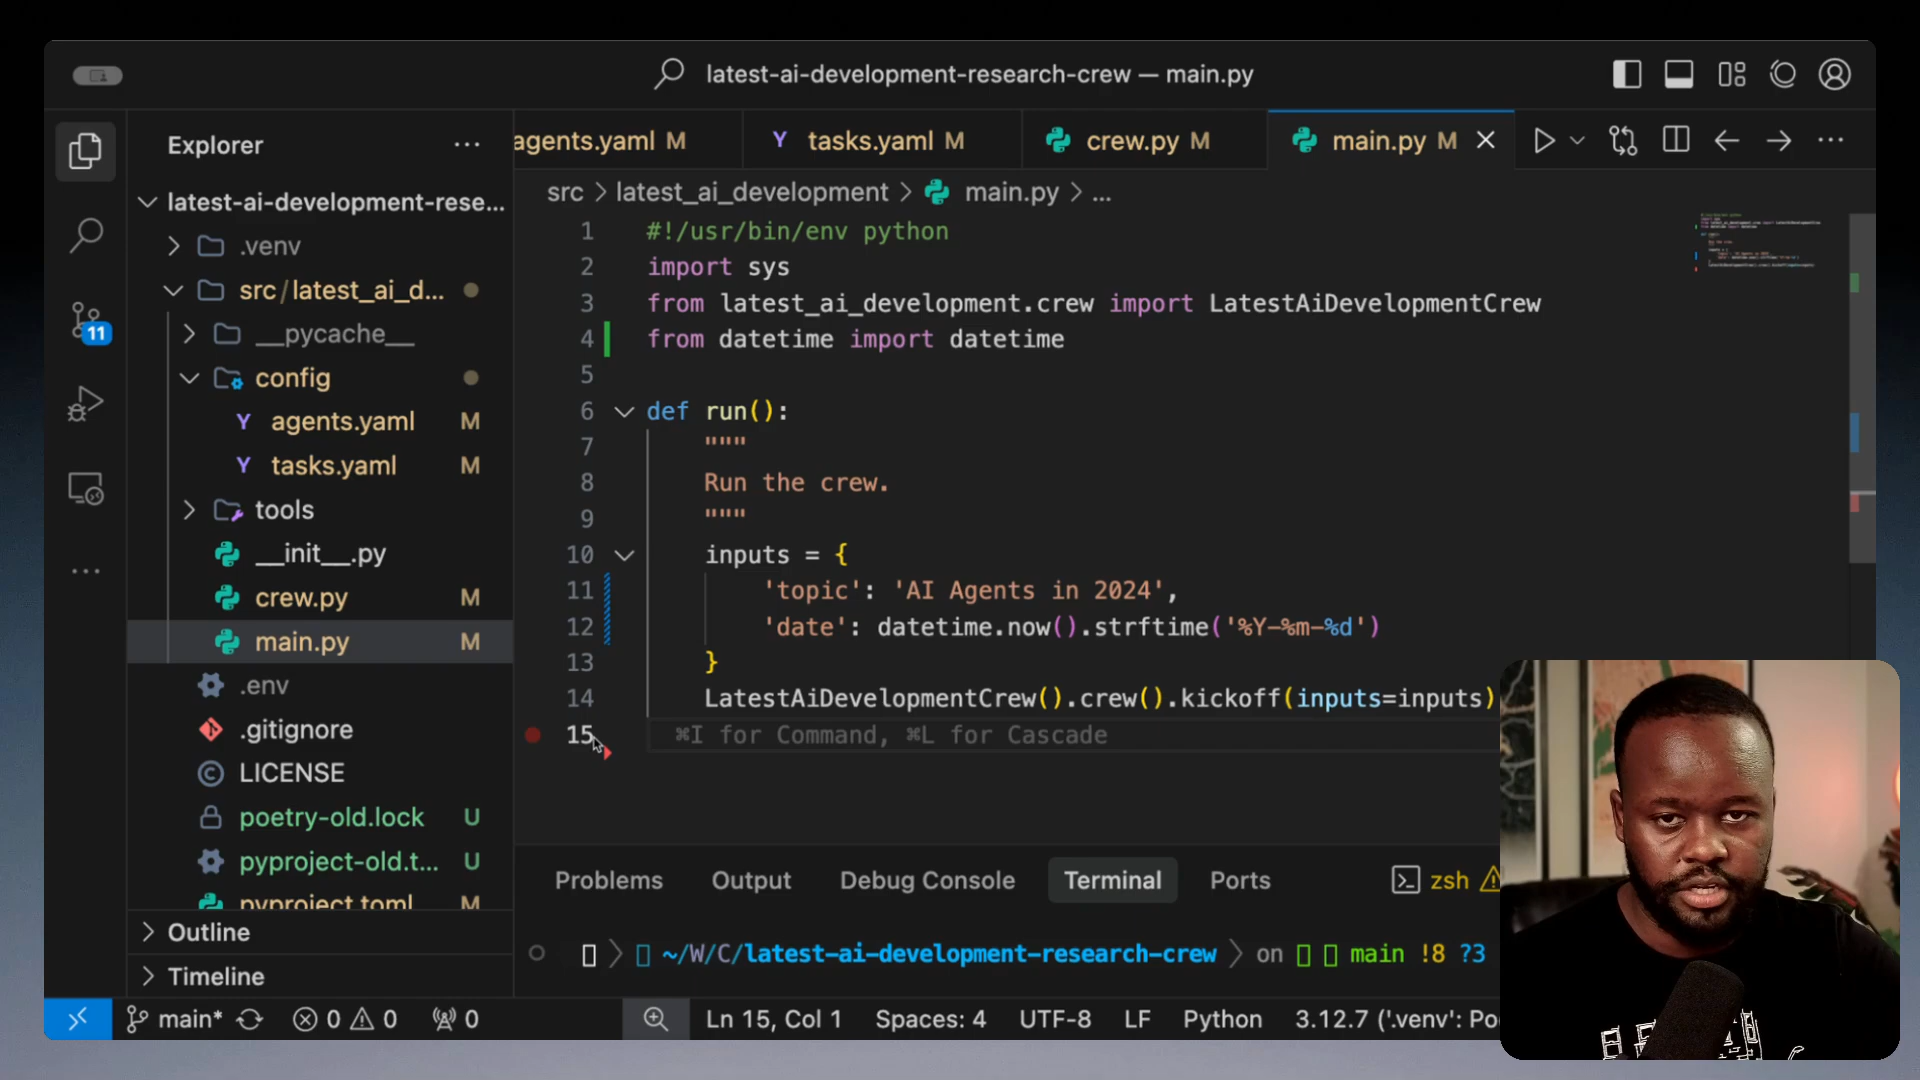 latest-ai-development-research-crew — main.py
Explorer
agents.yaml M
tasks.yaml M
crew.py M
main.py M
latest-ai-development-rese...
.venv
src/latest_ai_d...
__pycache__
config
agents.yaml M
tasks.yaml M
tools
__init__.py
crew.py M
main.py M
.env
.gitignore
LICENSE
poetry-old.lock U
pyproject-old.t... U
pyproject.toml M
Outline
Timeline
11
src > latest_ai_development > main.py > ...
1 #!/usr/bin/env python
2 import sys
3 from latest_ai_development.crew import LatestAiDevelopmentCrew
4 from datetime import datetime
5
6 def run():
7 """
8 Run the crew.
9 """
10 inputs = {
11 'topic': 'AI Agents in 2024',
12 'date': datetime.now().strftime('%Y-%m-%d')
13 }
14 LatestAiDevelopmentCrew().crew().kickoff(inputs=inputs)
15 ⌘I for Command, ⌘L for Cascade
Problems Output Debug Console Terminal Ports zsh
~/W/C/latest-ai-development-research-crew on main !8 ?3
main* 0 0 0 Ln 15, Col 1 Spaces: 4 UTF-8 LF Python 3.12.7 ('.venv': Po